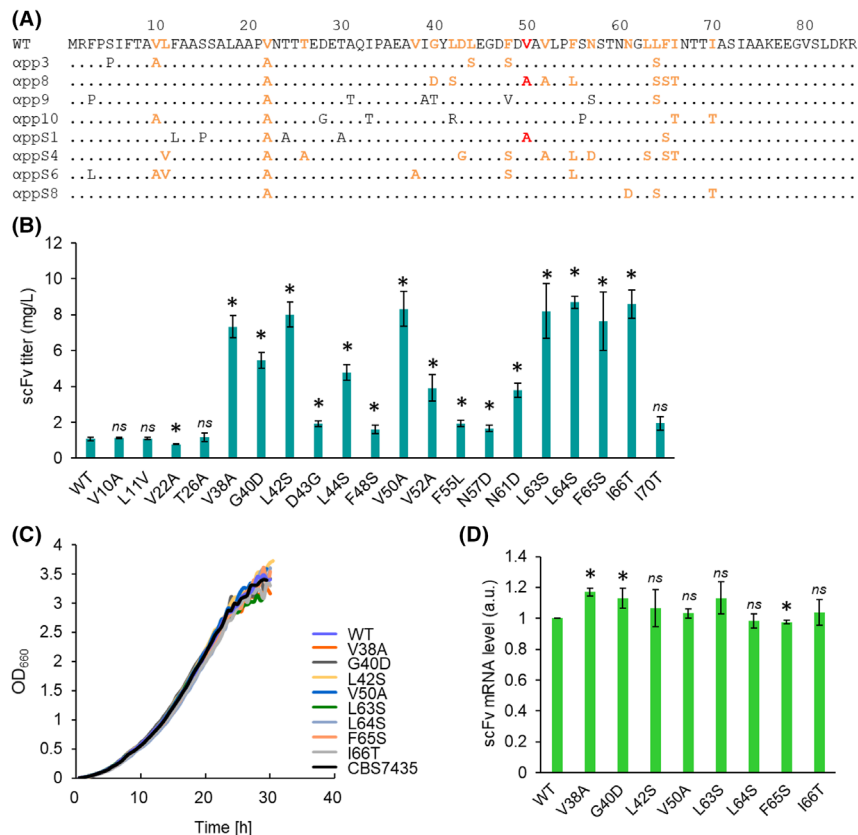 (A)
10 20 30 40 50 60 70 80
WT MRFPSIFTAVLFAASSALAAPVNTTTEDETAQIPAEAVIGYLDLEGDFDVAVLPFSNSTNNGLLFINTTIASIAAKEEGVSLDKR
αpp3 ....P....A...........A.....................S...S...............S.....................
αpp8 .....................A.................D.S.......A.A..L........SST...................
αpp9 ..P..................A........T.......AT.......V........S......S.....................
αpp10 .........A...........A.....G....T........R.............P.........T...T...............
αppS1 ...........L..P......A.A.....A...................A..............S....................
αppS4 ..........V..........A...A................G....S...A..L.D.....S.ST...................
αppS6 ..L......AV..........A...............A.........S......L..............................
αppS8 .....................A......................................D..S.....T...............
(B)
scFv titer (mg/L)
12
10
8
6
4
2
0
ns ns * ns * * * * * * * * * * * * * * * ns
WT V10A L11V V22A T26A V38A G40D L42S D43G L44S F48S V50A V52A F55L N57D N61D L63S L64S F65S I66T I70T
(C)
OD660
4
3.5
3
2.5
2
1.5
1
0.5
0
0 10 20 30 40
Time [h]
WT
V38A
G40D
L42S
V50A
L63S
L64S
F65S
I66T
CBS7435
(D)
scFv mRNA level (a.u.)
1.4
1.2
1
0.8
0.6
0.4
0.2
0
* * ns ns ns ns * ns
WT V38A G40D L42S V50A L63S L64S F65S I66T